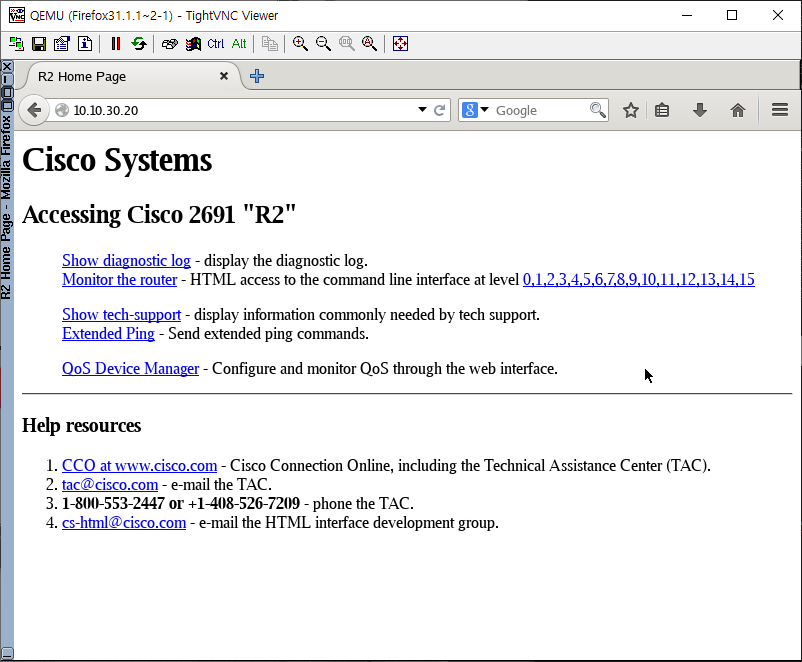 QEMU (Firefox31.1.1~2-1) - TightVNC Viewer
Ctrl Alt
R2 Home Page
10.10.30.20
Google
R2 Home Page - Mozilla Firefox
Cisco Systems
Accessing Cisco 2691 "R2"
Show diagnostic log - display the diagnostic log.
Monitor the router - HTML access to the command line interface at level 0,1,2,3,4,5,6,7,8,9,10,11,12,13,14,15
Show tech-support - display information commonly needed by tech support.
Extended Ping - Send extended ping commands.
QoS Device Manager - Configure and monitor QoS through the web interface.
Help resources
1. CCO at www.cisco.com - Cisco Connection Online, including the Technical Assistance Center (TAC).
2. tac@cisco.com - e-mail the TAC.
3. 1-800-553-2447 or +1-408-526-7209 - phone the TAC.
4. cs-html@cisco.com - e-mail the HTML interface development group.